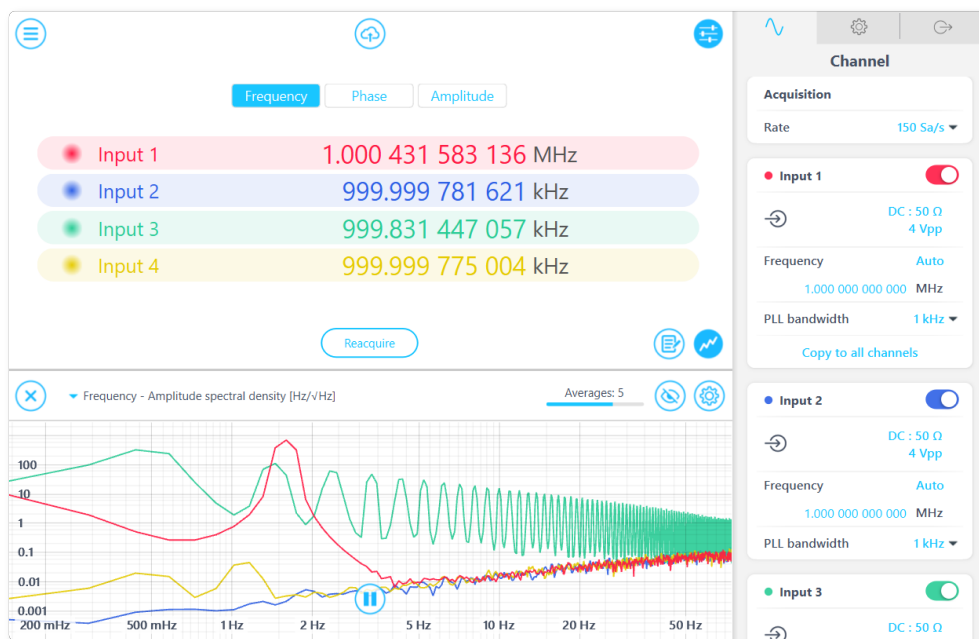 Frequency Phase Amplitude
Input 1 1.000 431 583 136 MHz
Input 2 999.999 781 621 kHz
Input 3 999.831 447 057 kHz
Input 4 999.999 775 004 kHz
Reacquire
Frequency - Amplitude spectral density [Hz/√Hz]
Averages: 5
100
10
1
0.1
0.01
0.001
200 mHz 500 mHz 1 Hz 2 Hz 5 Hz 10 Hz 20 Hz 50 Hz
Channel
Acquisition
Rate 150 Sa/s
Input 1
DC : 50 Ω
4 Vpp
Frequency Auto
1.000 000 000 000 MHz
PLL bandwidth 1 kHz
Copy to all channels
Input 2
DC : 50 Ω
4 Vpp
Frequency Auto
1.000 000 000 000 MHz
PLL bandwidth 1 kHz
Input 3
DC : 50 Ω